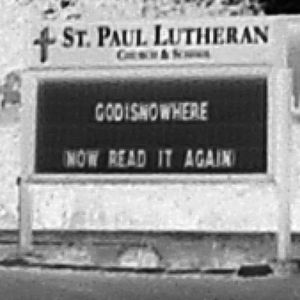 ST. PAUL LUTHERAN
CHURCH & SCHOOL
GODISNOWHERE
(NOW READ IT AGAIN)